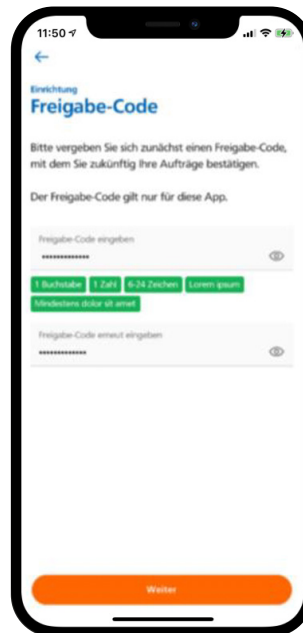 11:50
Einrichtung
Freigabe-Code
Bitte vergeben Sie sich zunächst einen Freigabe-Code,
mit dem Sie zukünftig Ihre Aufträge bestätigen.
Der Freigabe-Code gilt nur für diese App.
Freigabe-Code eingeben
•••••••••••••
1 Buchstabe 1 Zahl 6-24 Zeichen Lorem ipsum
Mindestens dolor sit amet
Freigabe-Code erneut eingeben
•••••••••••••
Weiter